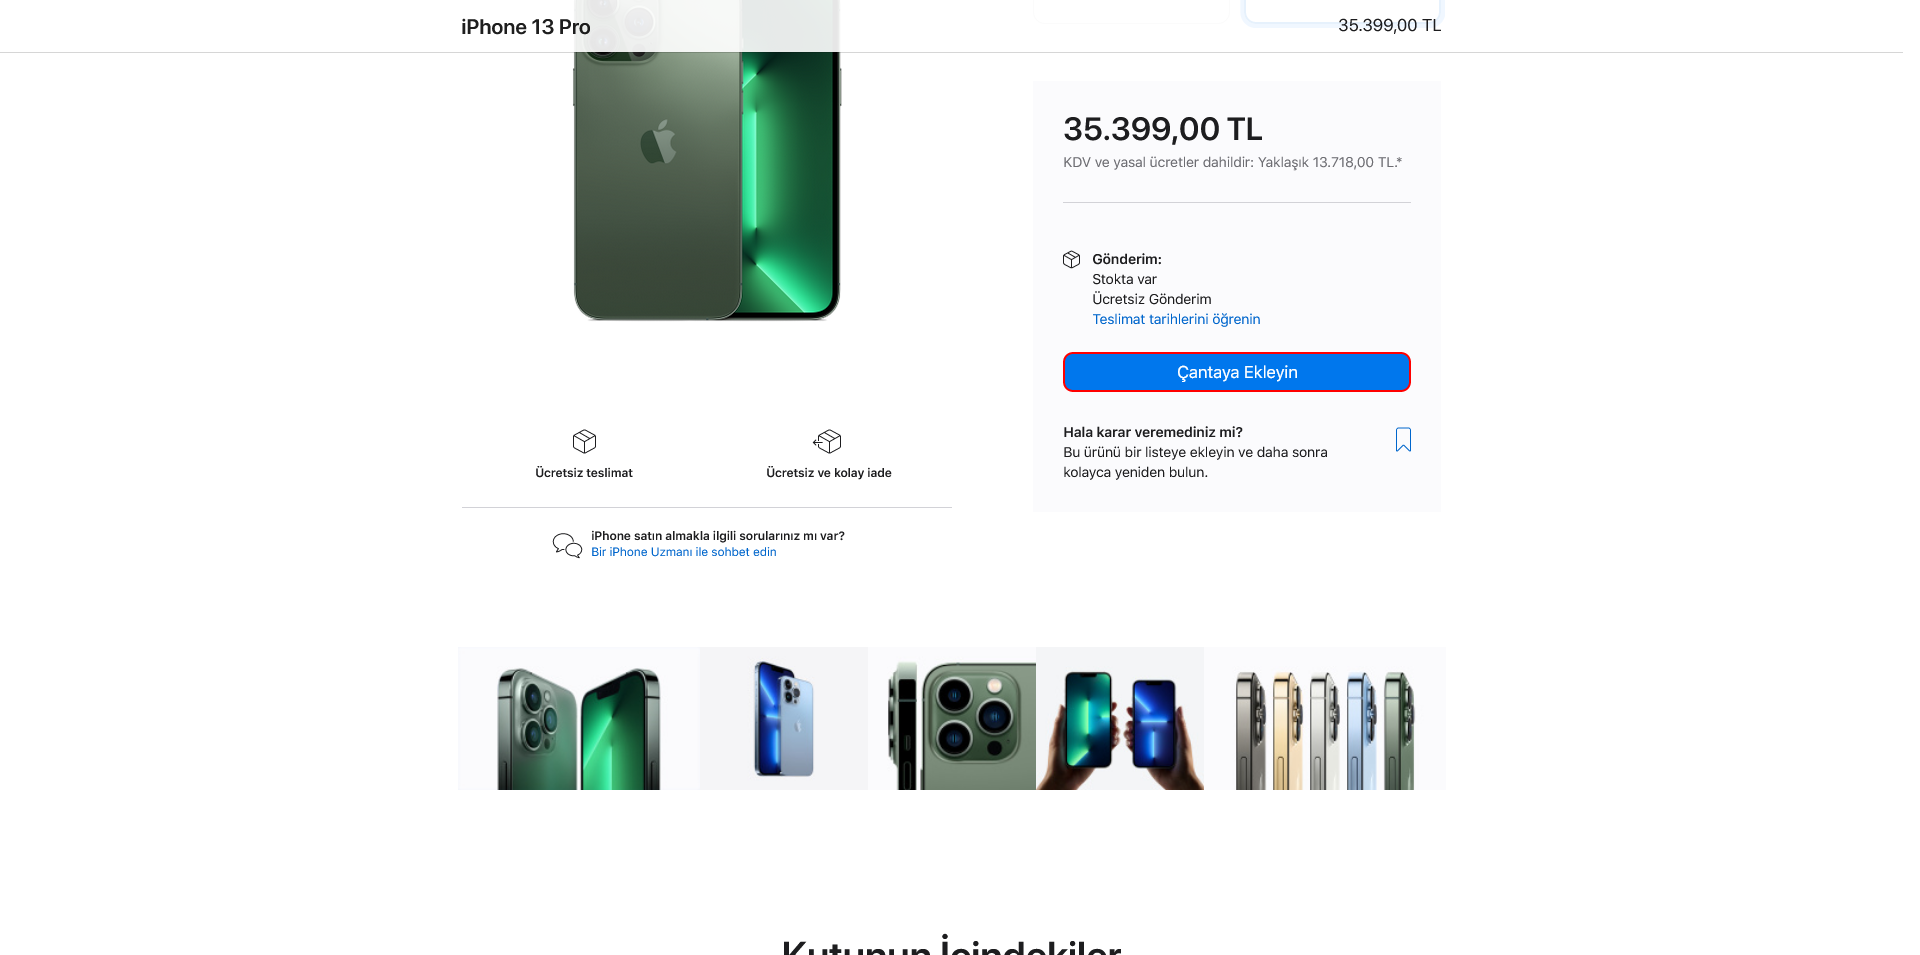 iPhone 13 Pro
35.399,00 TL
35.399,00 TL
KDV ve yasal ücretler dahildir: Yaklaşık 13.718,00 TL.*
Gönderim:
Stokta var
Ücretsiz Gönderim
Teslimat tarihlerini öğrenin
Çantaya Ekleyin
Hala karar veremediniz mi?
Bu ürünü bir listeye ekleyin ve daha sonra
kolayca yeniden bulun.
Ücretsiz teslimat
Ücretsiz ve kolay iade
iPhone satın almakla ilgili sorularınız mı var?
Bir iPhone Uzmanı ile sohbet edin
Kutunun İçindekiler